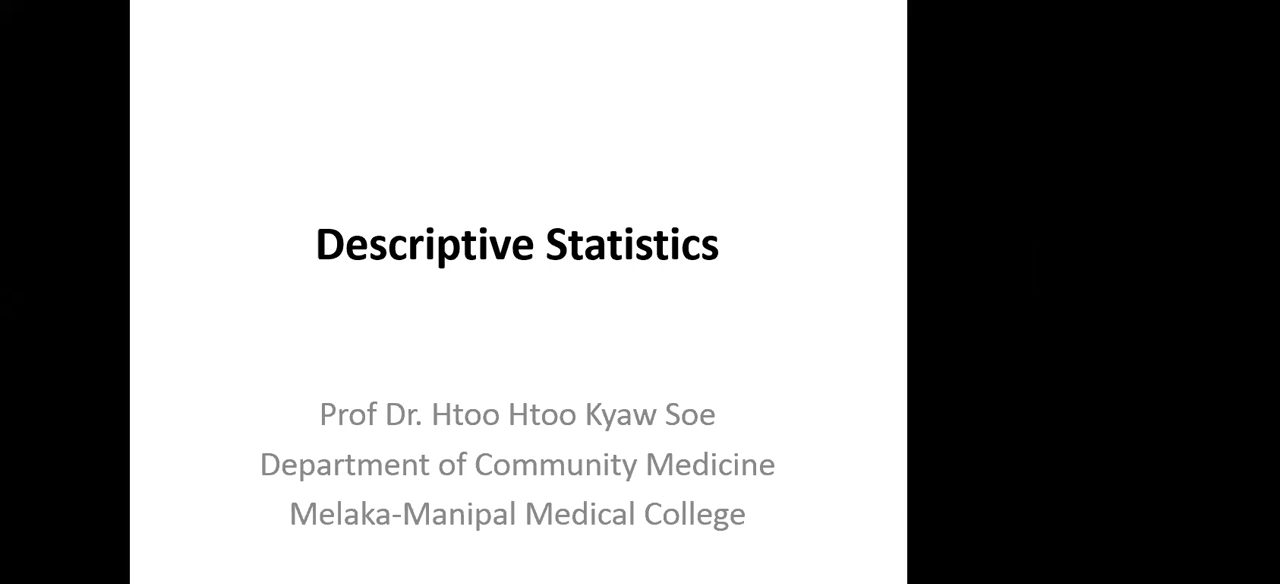 Descriptive Statistics
Prof Dr. Htoo Htoo Kyaw Soe
Department of Community Medicine
Melaka-Manipal Medical College